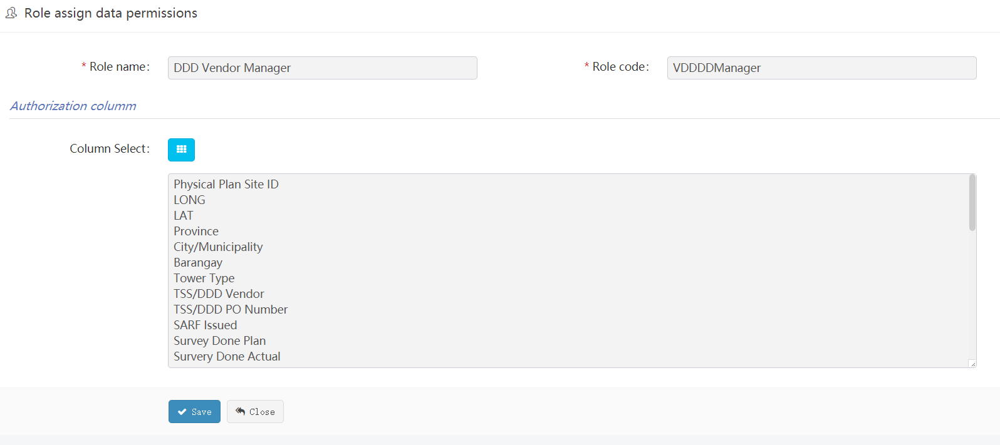 Role assign data permissions
* Role name:
DDD Vendor Manager
* Role code:
VDDDDManager
Authorization columm
Column Select:
Physical Plan Site ID
LONG
LAT
Province
City/Municipality
Barangay
Tower Type
TSS/DDD Vendor
TSS/DDD PO Number
SARF Issued
Survey Done Plan
Survery Done Actual
Save
Close